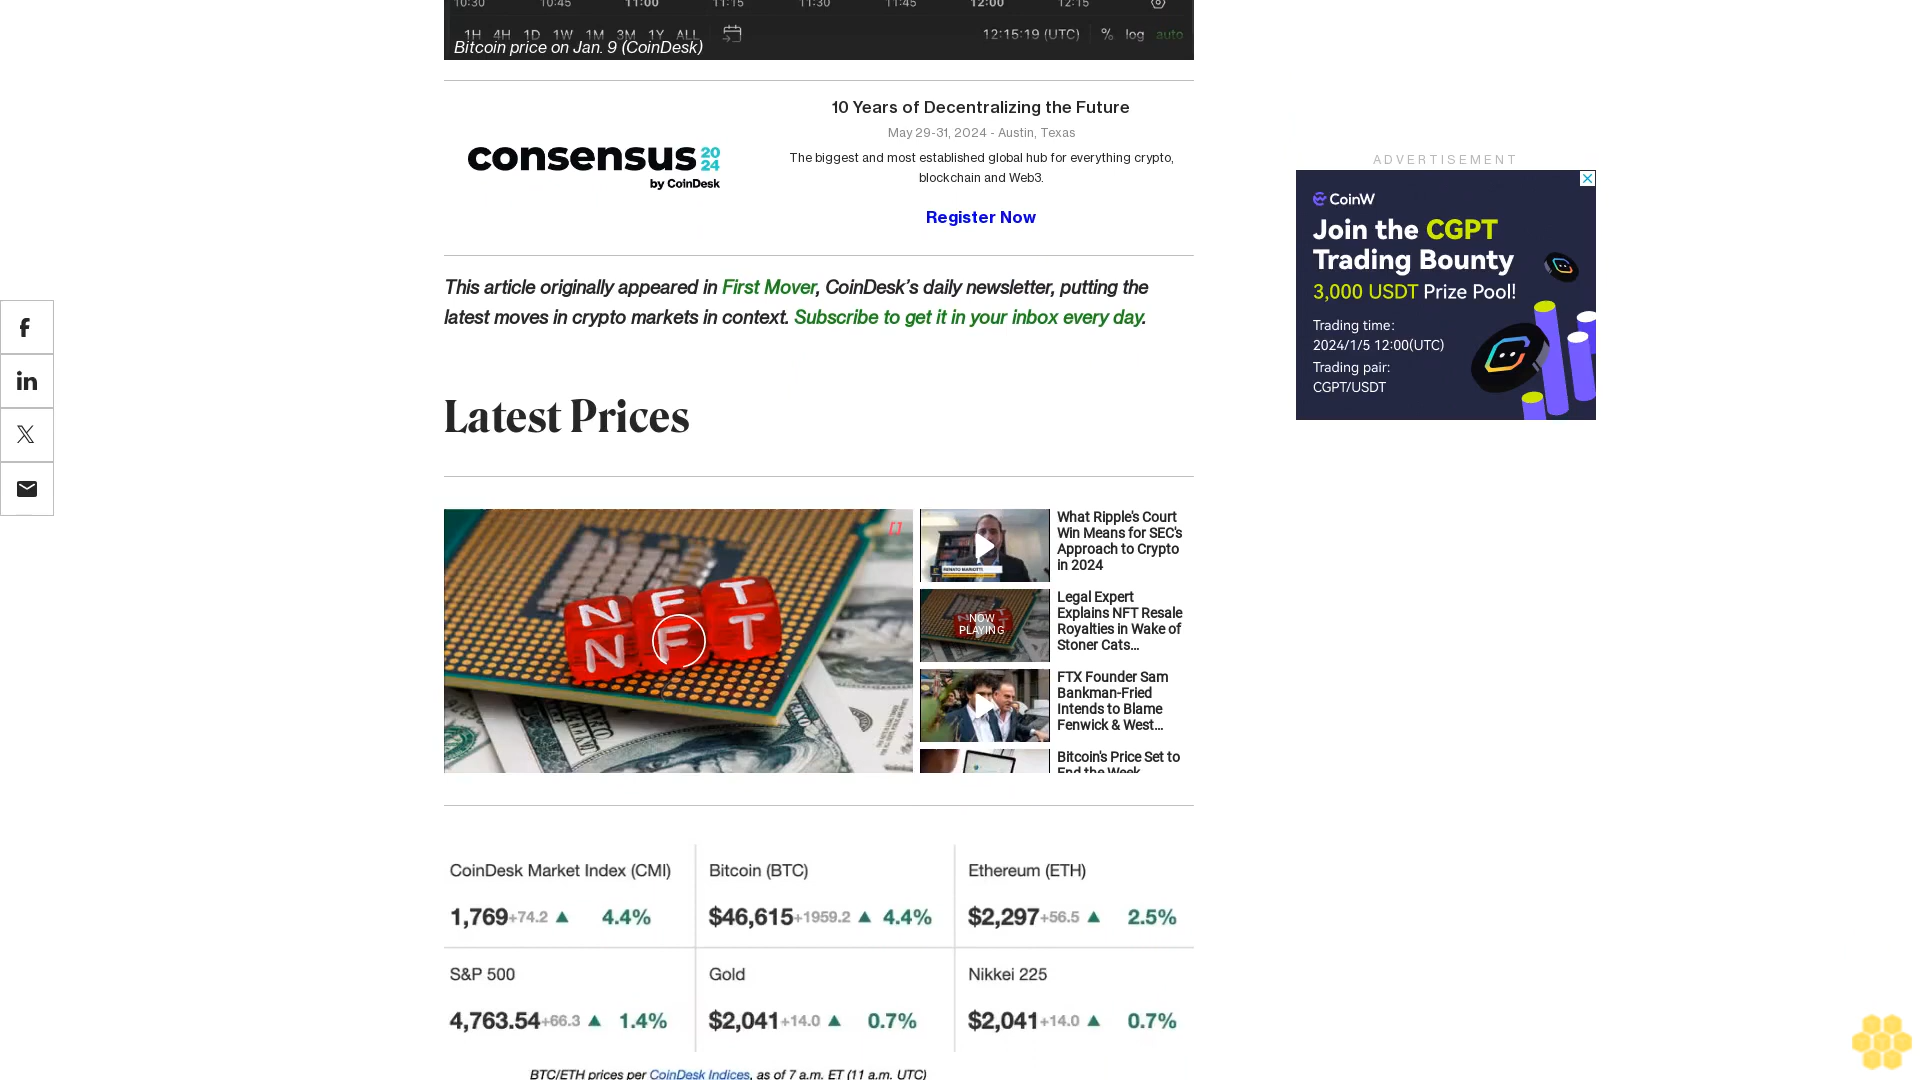 10:30 10:45 11:00 11:15 11:30 11:45 12:00 12:15
1H 4H 1D 1W 1M 3M 1Y ALL 12:15:19 (UTC) % log auto
Bitcoin price on Jan. 9 (CoinDesk)
consensus 2024
by CoinDesk
10 Years of Decentralizing the Future
May 29-31, 2024 - Austin, Texas
The biggest and most established global hub for everything crypto,
blockchain and Web3.
Register Now
This article originally appeared in First Mover, CoinDesk's daily newsletter, putting the
latest moves in crypto markets in context. Subscribe to get it in your inbox every day.
Latest Prices
NFT
NFT
What Ripple's Court
Win Means for SEC's
Approach to Crypto
in 2024
NOW
PLAYING
Legal Expert
Explains NFT Resale
Royalties in Wake of
Stoner Cats...
FTX Founder Sam
Bankman-Fried
Intends to Blame
Fenwick & West...
Bitcoin's Price Set to
End the Week
CoinDesk Market Index (CMI)
1,769 +74.2 ▲ 4.4%
Bitcoin (BTC)
$46,615 +1959.2 ▲ 4.4%
Ethereum (ETH)
$2,297 +56.5 ▲ 2.5%
S&P 500
4,763.54 +66.3 ▲ 1.4%
Gold
$2,041 +14.0 ▲ 0.7%
Nikkei 225
$2,041 +14.0 ▲ 0.7%
BTC/ETH prices per CoinDesk Indices, as of 7 a.m. ET (11 a.m. UTC)
ADVERTISEMENT
CoinW
Join the CGPT
Trading Bounty
3,000 USDT Prize Pool!
Trading time:
2024/1/5 12:00(UTC)
Trading pair:
CGPT/USDT